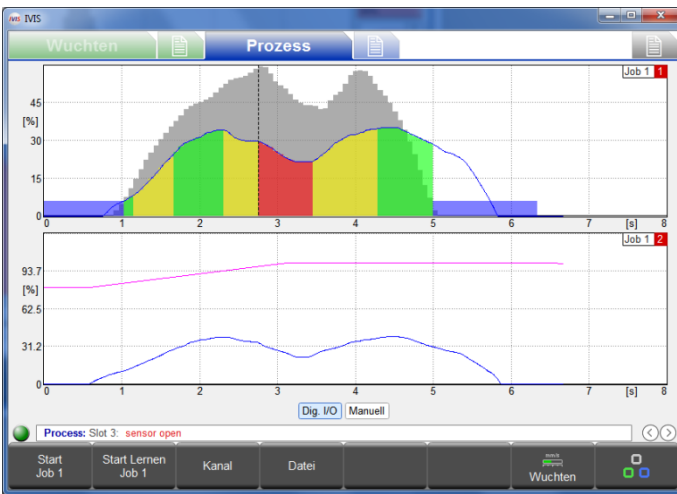 IVIS
Wuchten
Prozess
Job 1 1
45
[%]
30
15
0
0 1 2 3 4 5 6 7 [s] 8
Job 1 2
93.7
[%]
62.5
31.2
0
0 1 2 3 4 5 6 7 [s] 8
Dig. I/O Manuell
Process: Slot 3: sensor open
Start
Job 1
Start Lernen
Job 1
Kanal
Datei
Wuchten